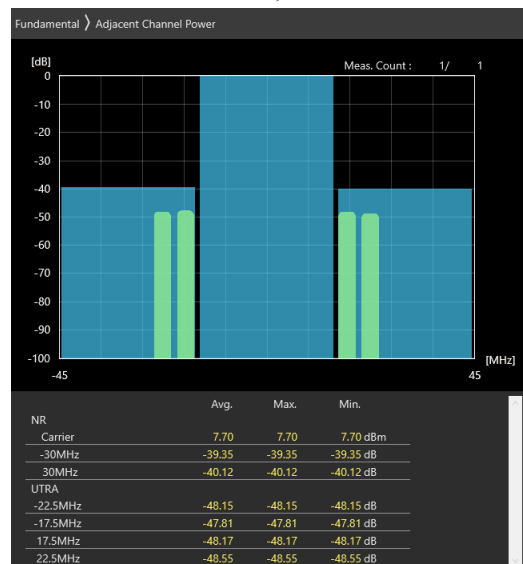 Fundamental ❯ Adjacent Channel Power
[dB]
Meas. Count : 1/ 1
0
-10
-20
-30
-40
-50
-60
-70
-80
-90
-100
[MHz]
-45 45
Avg. Max. Min.
NR
Carrier 7.70 7.70 7.70 dBm
-30MHz -39.35 -39.35 -39.35 dB
30MHz -40.12 -40.12 -40.12 dB
UTRA
-22.5MHz -48.15 -48.15 -48.15 dB
-17.5MHz -47.81 -47.81 -47.81 dB
17.5MHz -48.17 -48.17 -48.17 dB
22.5MHz -48.55 -48.55 -48.55 dB